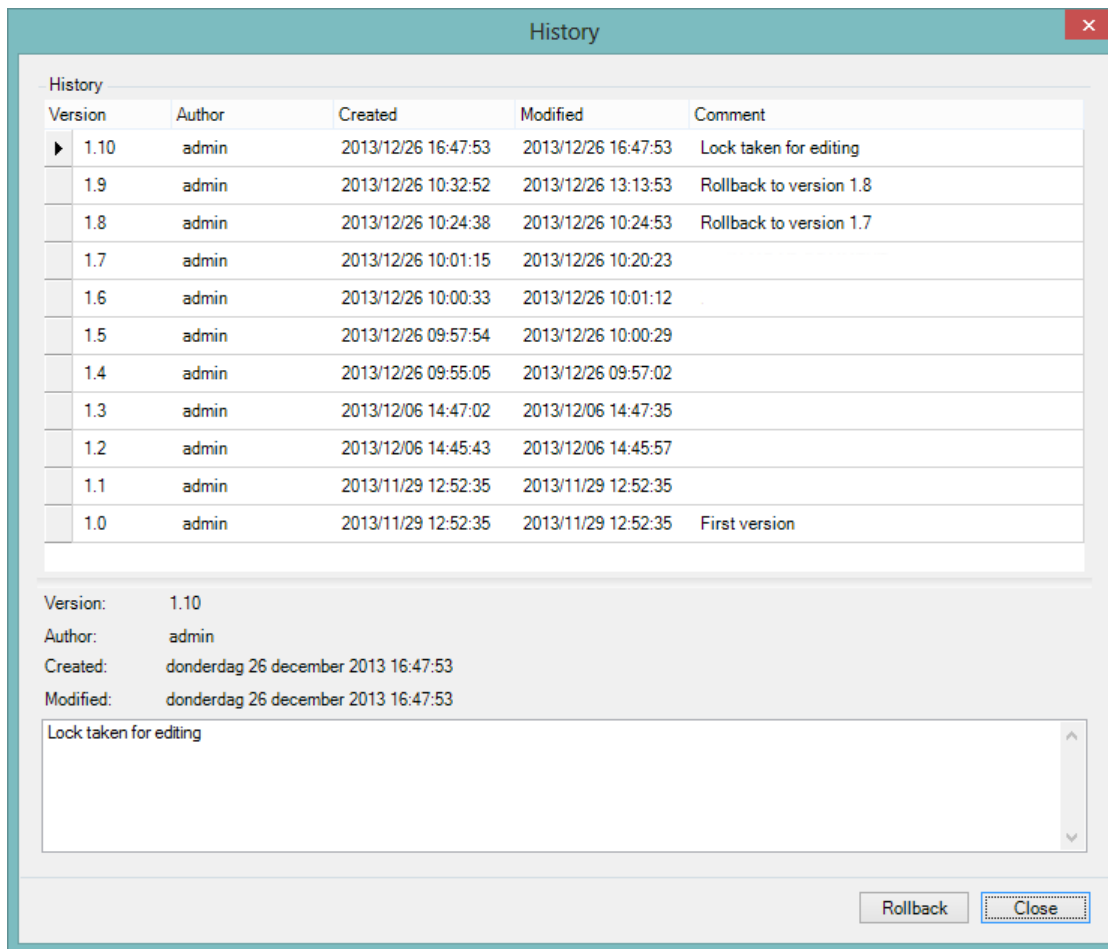 History
History
Version Author Created Modified Comment
1.10 admin 2013/12/26 16:47:53 2013/12/26 16:47:53 Lock taken for editing
1.9 admin 2013/12/26 10:32:52 2013/12/26 13:13:53 Rollback to version 1.8
1.8 admin 2013/12/26 10:24:38 2013/12/26 10:24:53 Rollback to version 1.7
1.7 admin 2013/12/26 10:01:15 2013/12/26 10:20:23
1.6 admin 2013/12/26 10:00:33 2013/12/26 10:01:12
1.5 admin 2013/12/26 09:57:54 2013/12/26 10:00:29
1.4 admin 2013/12/26 09:55:05 2013/12/26 09:57:02
1.3 admin 2013/12/06 14:47:02 2013/12/06 14:47:35
1.2 admin 2013/12/06 14:45:43 2013/12/06 14:45:57
1.1 admin 2013/11/29 12:52:35 2013/11/29 12:52:35
1.0 admin 2013/11/29 12:52:35 2013/11/29 12:52:35 First version
Version: 1.10
Author: admin
Created: donderdag 26 december 2013 16:47:53
Modified: donderdag 26 december 2013 16:47:53
Lock taken for editing
Rollback Close